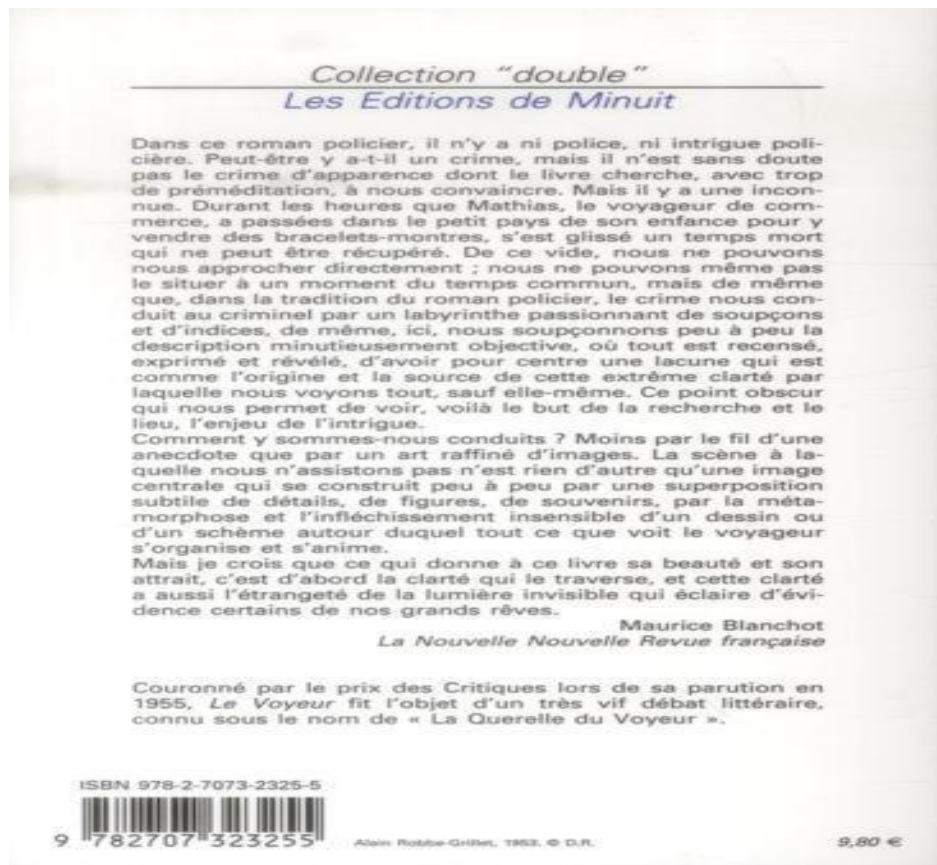 Collection "double"
Les Editions de Minuit
Dans ce roman policier, il n'y a ni police, ni intrigue poli-
cière. Peut-être y a-t-il un crime, mais il n'est sans doute
pas le crime d'apparence dont le livre cherche, avec trop
de préméditation, à nous convaincre. Mais il y a une incon-
nue. Durant les heures que Mathias, le voyageur de com-
merce, a passées dans le petit pays de son enfance pour y
vendre des bracelets-montres, s'est glissé un temps mort
qui ne peut être récupéré. De ce vide, nous ne pouvons
nous approcher directement ; nous ne pouvons même pas
le situer à un moment du temps commun, mais de même
que, dans la tradition du roman policier, le crime nous con-
duit au criminel par un labyrinthe passionnant de soupçons
et d'indices, de même, ici, nous soupçonnons peu à peu la
description minutieusement objective, où tout est recensé,
exprimé et révélé, d'avoir pour centre une lacune qui est
comme l'origine et la source de cette extrême clarté par
laquelle nous voyons tout, sauf elle-même. Ce point obscur
qui nous permet de voir, voilà le but de la recherche et le
lieu, l'enjeu de l'intrigue.
Comment y sommes-nous conduits ? Moins par le fil d'une
anecdote que par un art raffiné d'images. La scène à la-
quelle nous n'assistons pas n'est rien d'autre qu'une image
centrale qui se construit peu à peu par une superposition
subtile de détails, de figures, de souvenirs, par la méta-
morphose et l'infléchissement insensible d'un dessin ou
d'un schème autour duquel tout ce que voit le voyageur
s'organise et s'anime.
Mais je crois que ce qui donne à ce livre sa beauté et son
attrait, c'est d'abord la clarté qui le traverse, et cette clarté
a aussi l'étrangeté de la lumière invisible qui éclaire d'évi-
dence certains de nos grands rêves.
Maurice Blanchot
La Nouvelle Nouvelle Revue française
Couronné par le prix des Critiques lors de sa parution en
1955, Le Voyeur fit l'objet d'un très vif débat littéraire,
connu sous le nom de « La Querelle du Voyeur ».
ISBN 978-2-7073-2325-5
9 782707 323255
Alain Robbe-Grillet, 1953. © D.R.
9,80 €